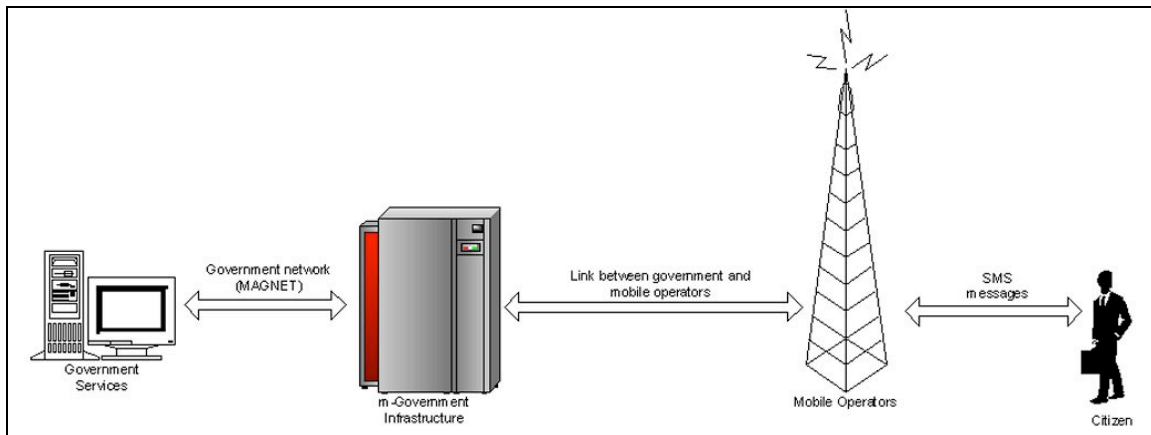 Government network
(MAGNET)
Link between government and
mobile operators
SMS
messages
Government
Services
m-Government
Infrastructure
Mobile Operators
Citizen